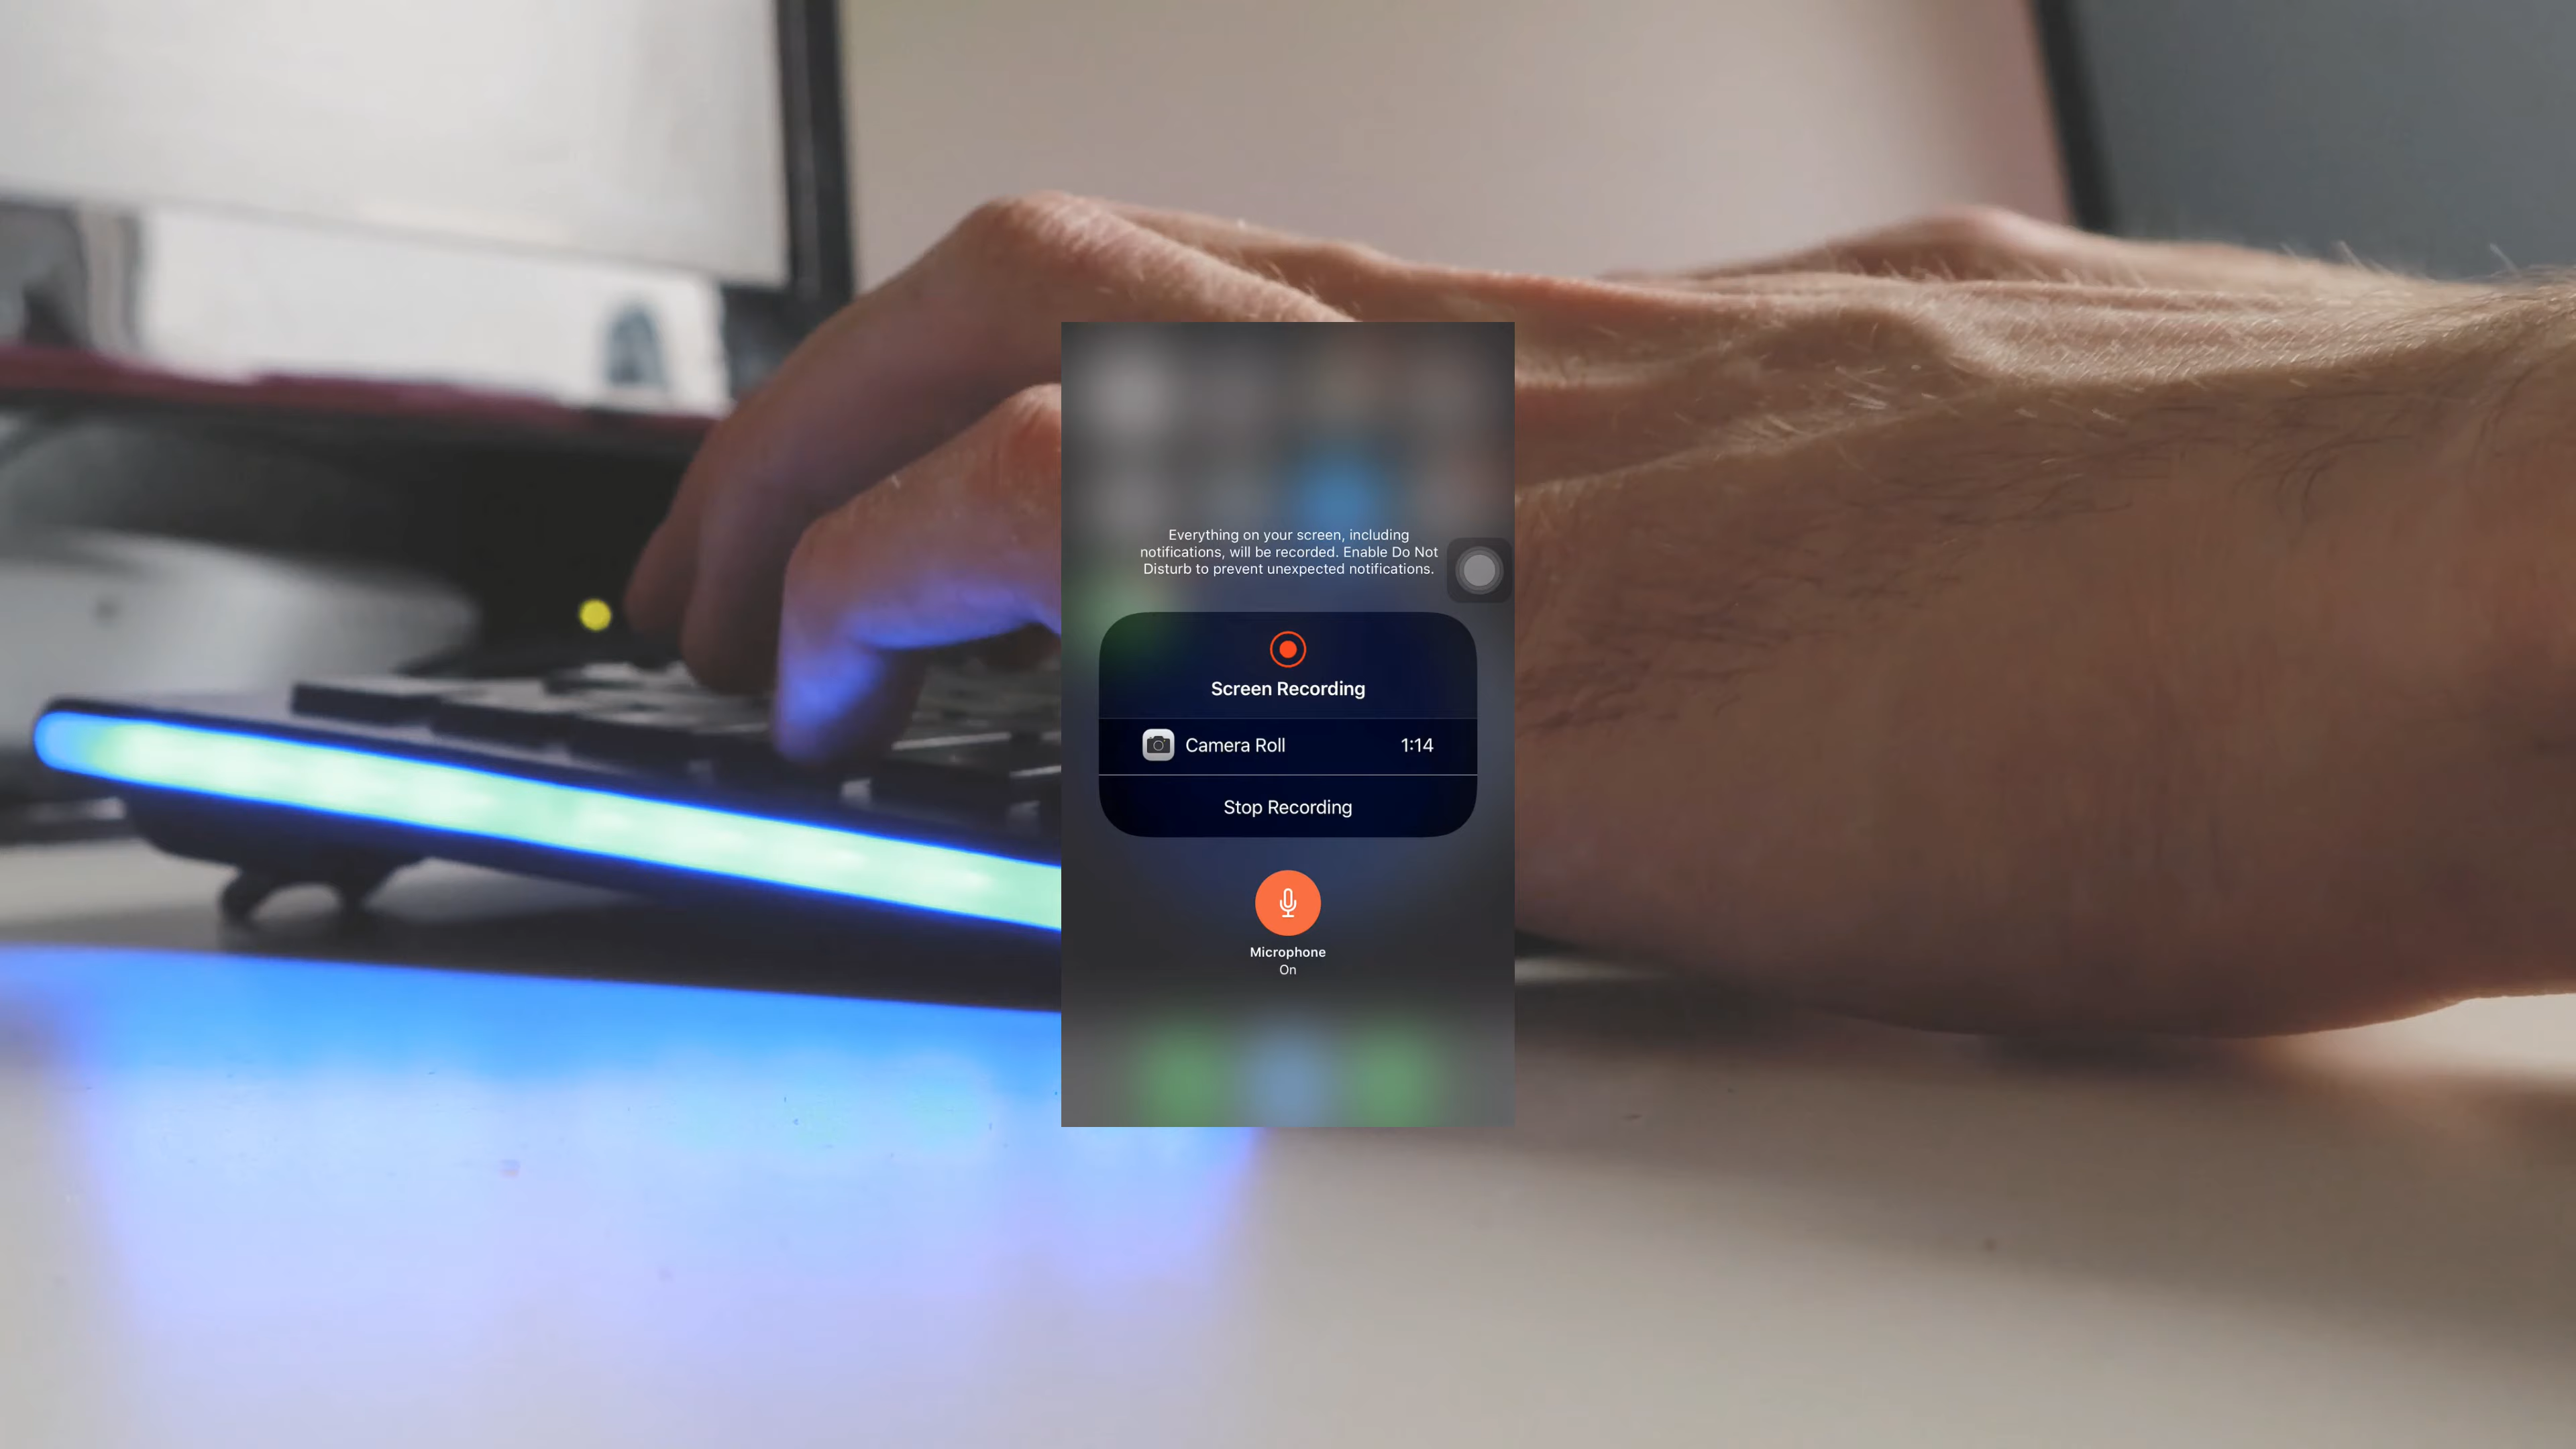 Everything on your screen, including
notifications, will be recorded. Enable Do Not
Disturb to prevent unexpected notifications.
Screen Recording
Camera Roll 1:14
Stop Recording
Microphone
On